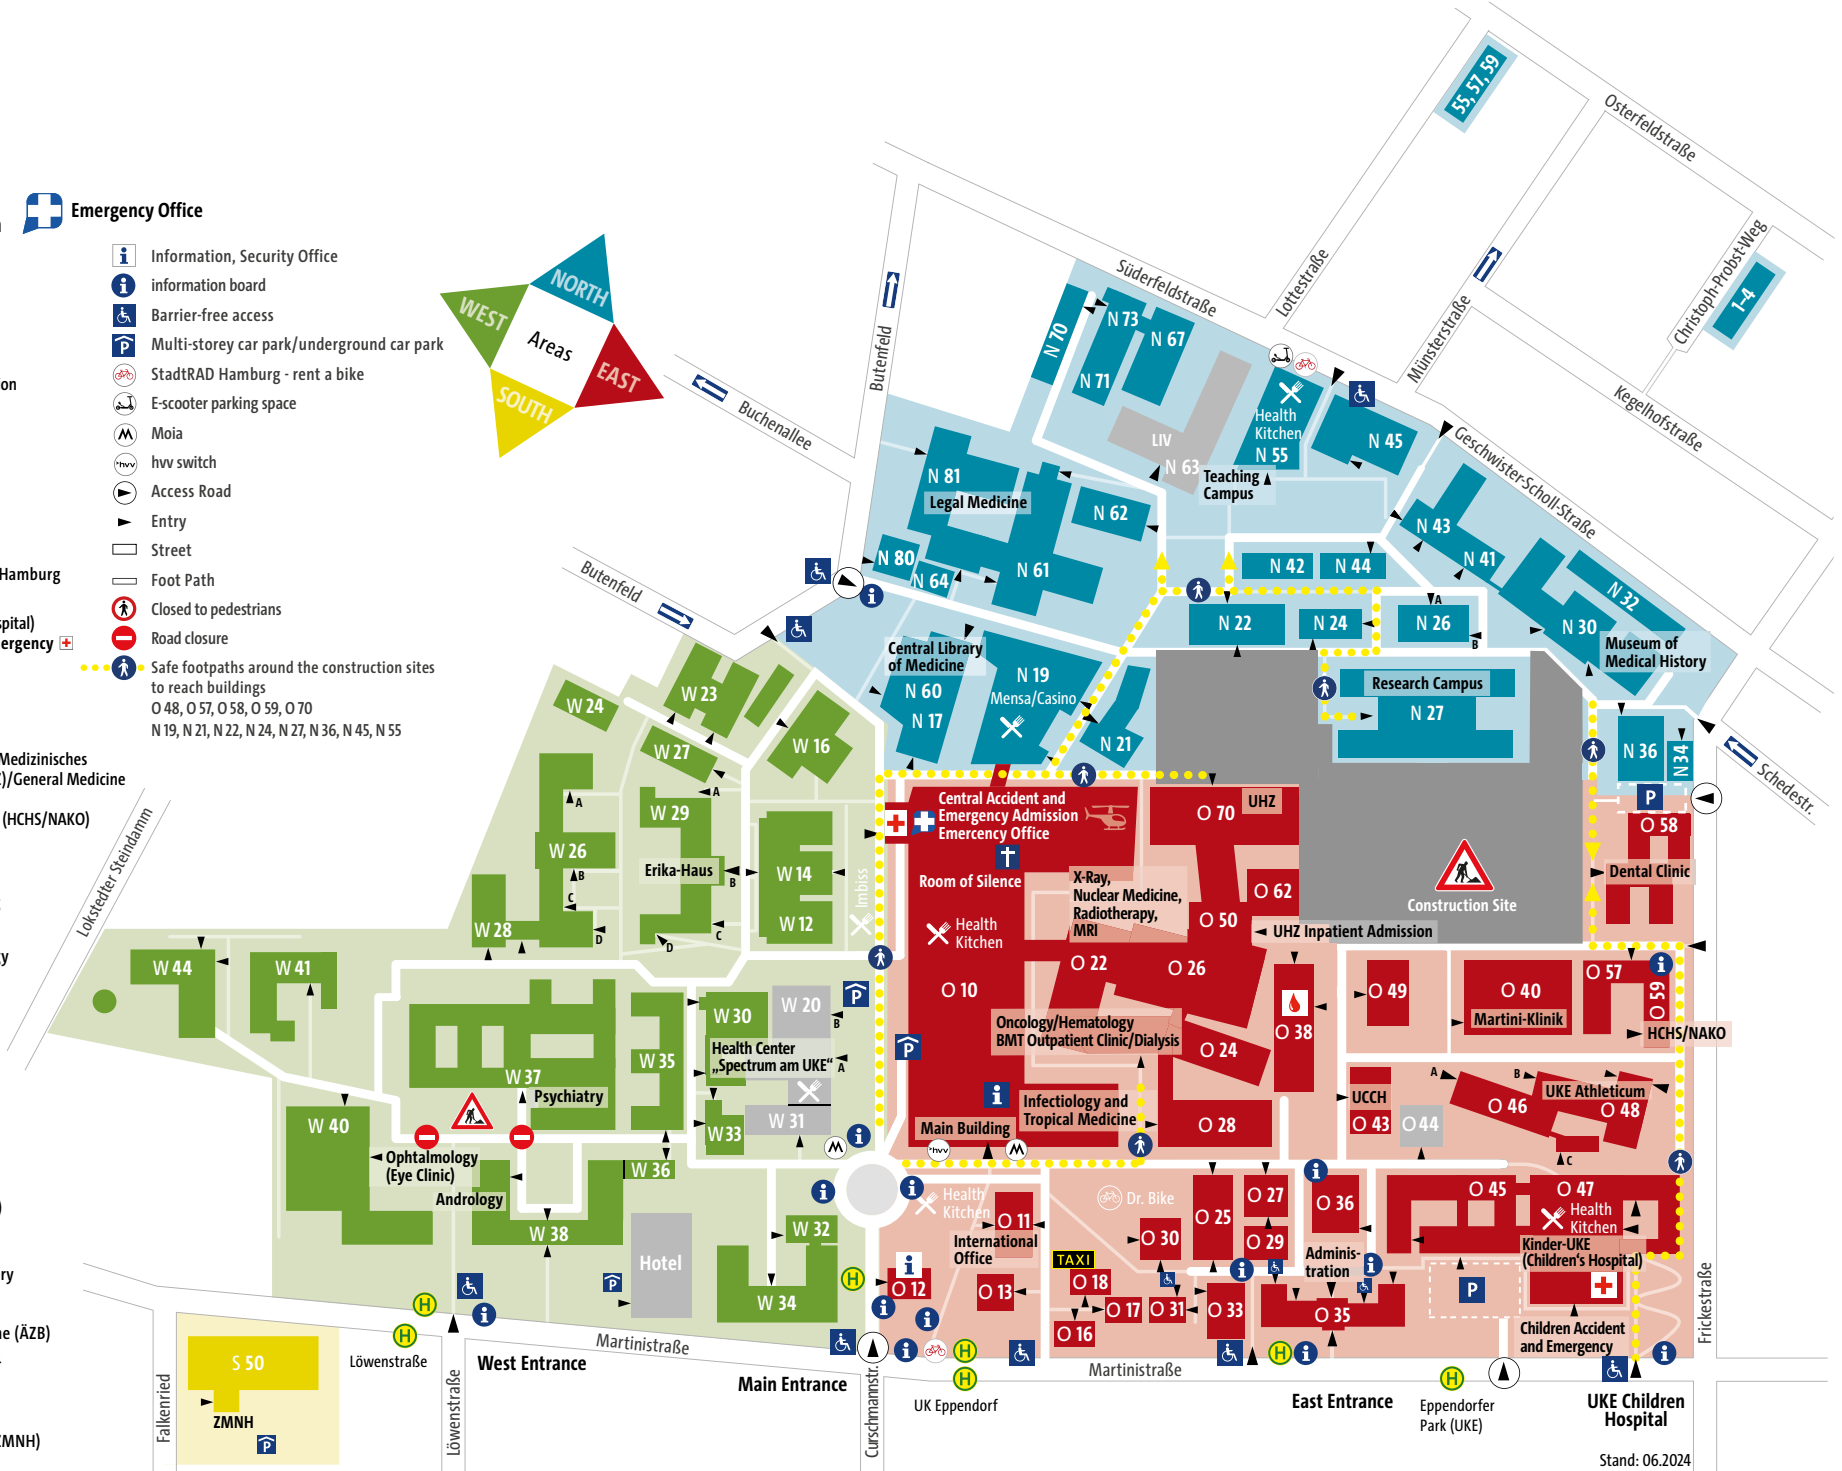 Emergency Office
Information, Security Office
information board
Barrier-free access
Multi-storey car park/underground car park
StadtRAD Hamburg - rent a bike
E-scooter parking space
Moia
hvv switch
Access Road
Entry
Street
Foot Path
Closed to pedestrians
Road closure
Safe footpaths around the construction sites
to reach buildings
O 48, O 57, O 58, O 59, O 70
N 19, N 21, N 22, N 24, N 27, N 36, N 45, N 55
Hamburg
Medizinisches
)/General Medicine
(HCHS/NAKO)
ne (ÄZB)
ZMNH)
NORTH
WEST
Areas
EAST
SOUTH
55, 57, 59
Osterfeldstraße
Christoph-Probst-Weg
1–4
Lottestraße
Münsterstraße
Kegelhofstraße
Süderfeldstraße
Geschwister-Scholl-Straße
Butenfeld
Buchenallee
Butenfeld
Schedestr.
Lokstedter Steindamm
N 70
N 73
N 67
N 71
LIV
N 63
Health
Kitchen
N 55
N 45
Teaching
Campus
N 81
Legal Medicine
N 62
N 80
N 64
N 61
N 43
N 41
N 42
N 44
N 32
N 30
N 22
N 24
N 26
A
B
Museum of
Medical History
Central Library
of Medicine
N 60
N 17
N 19
Mensa/Casino
N 21
Research Campus
N 27
N 36
N 34
W 23
W 24
W 27
W 16
W 29
A
A
W 26
B
C
D
Erika-Haus
B
W 14
W 12
C
D
Imbiss
W 28
W 44
W 41
W 30
W 20
B
Health Center
„Spectrum am UKE“
A
W 35
W 37
Psychiatry
W 31
W 33
W 40
Ophtalmology
(Eye Clinic)
Andrology
W 36
W 38
Hotel
W 32
W 34
Central Accident and
Emergency Admission
Emercency Office
Room of Silence
Health
Kitchen
O 10
X-Ray,
Nuclear Medicine,
Radiotherapy,
MRI
UHZ
O 70
O 62
O 50
UHZ Inpatient Admission
O 22
O 26
Oncology/Hematology
BMT Outpatient Clinic/Dialysis
O 24
O 38
Infectiology and
Tropical Medicine
O 28
Main Building
*hvv
Construction Site
P
O 58
Dental Clinic
O 49
O 40
Martini-Klinik
O 57
O 59
HCHS/NAKO
UCCH
O 43
O 44
A
B
UKE Athleticum
O 46
O 48
C
Health
Kitchen
O 11
International
Office
O 12
O 13
Dr. Bike
TAXI
O 18
O 17
O 16
O 30
O 31
O 25
O 27
O 29
O 33
O 36
Adminis-
tration
O 35
O 45
O 47
Health
Kitchen
Kinder-UKE
(Children's Hospital)
P
Children Accident
and Emergency
Frickestraße
S 50
ZMNH
P
Falkenried
Löwenstraße
Löwenstraße
West Entrance
Martinistraße
Main Entrance
Curschmannstr.
UK Eppendorf
Martinistraße
East Entrance
Eppendorfer
Park (UKE)
UKE Children
Hospital
Stand: 06.2024